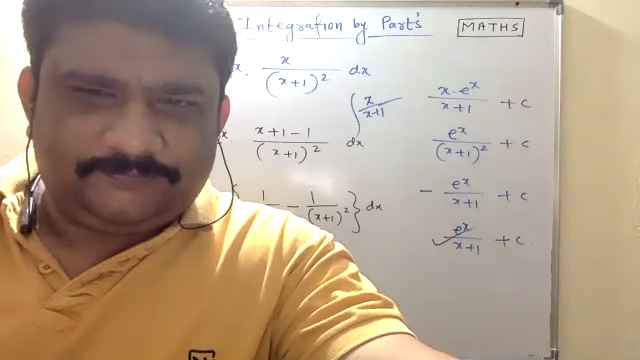 Integration by Part's MATHS
x. x/(x+1)² dx
x/x+1
x.eˣ/x+1 + c
x. x+1-1/(x+1)² dx
eˣ/(x+1)² + c
1 - 1/(x+1)² } dx
- eˣ/x+1 + c
✓ eˣ/x+1 + c